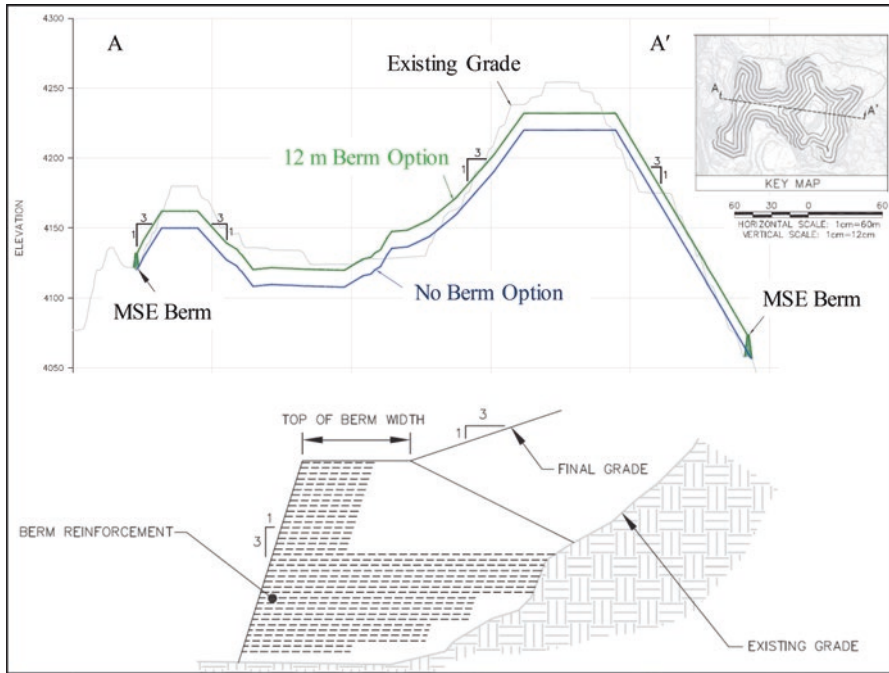 4300
A
A'
Existing Grade
4250
12 m Berm Option
3
1
3
1
A
A'
KEY MAP
60 30 0 60
HORIZONTAL SCALE: 1cm=60m
VERTICAL SCALE: 1cm=12cm
4200
ELEVATION
3
1
3
1
4150
MSE Berm
No Berm Option
MSE Berm
4100
4050
TOP OF BERM WIDTH
3
1
FINAL GRADE
BERM REINFORCEMENT
1
3
EXISTING GRADE